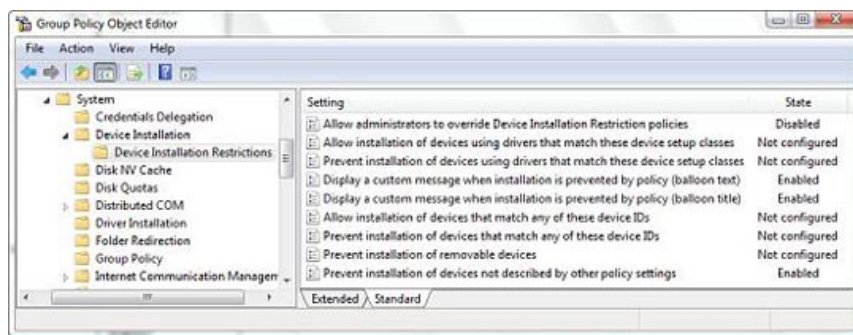 Group Policy Object Editor
File Action View Help
System
Credentials Delegation
Device Installation
Device Installation Restrictions
Disk NV Cache
Disk Quotas
Distributed COM
Driver Installation
Folder Redirection
Group Policy
Internet Communication Managen
Setting State
Allow administrators to override Device Installation Restriction policies Disabled
Allow installation of devices using drivers that match these device setup classes Not configured
Prevent installation of devices using drivers that match these device setup classes Not configured
Display a custom message when installation is prevented by policy (balloon text) Enabled
Display a custom message when installation is prevented by policy (balloon title) Enabled
Allow installation of devices that match any of these device IDs Not configured
Prevent installation of devices that match any of these device IDs Not configured
Prevent installation of removable devices Not configured
Prevent installation of devices not described by other policy settings Enabled
Extended Standard